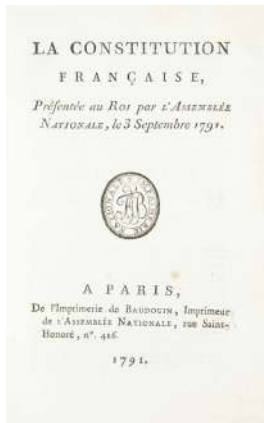 LA CONSTITUTION
FRANÇAISE,
Présentée au Roi par l'Assemblée
Nationale, le 3 Septembre 1791.
A PARIS,
De l'Imprimerie de Baudouin, Imprimeur
de l'Assemblée Nationale, rue Saint-
Honoré, n°. 426.
1791.